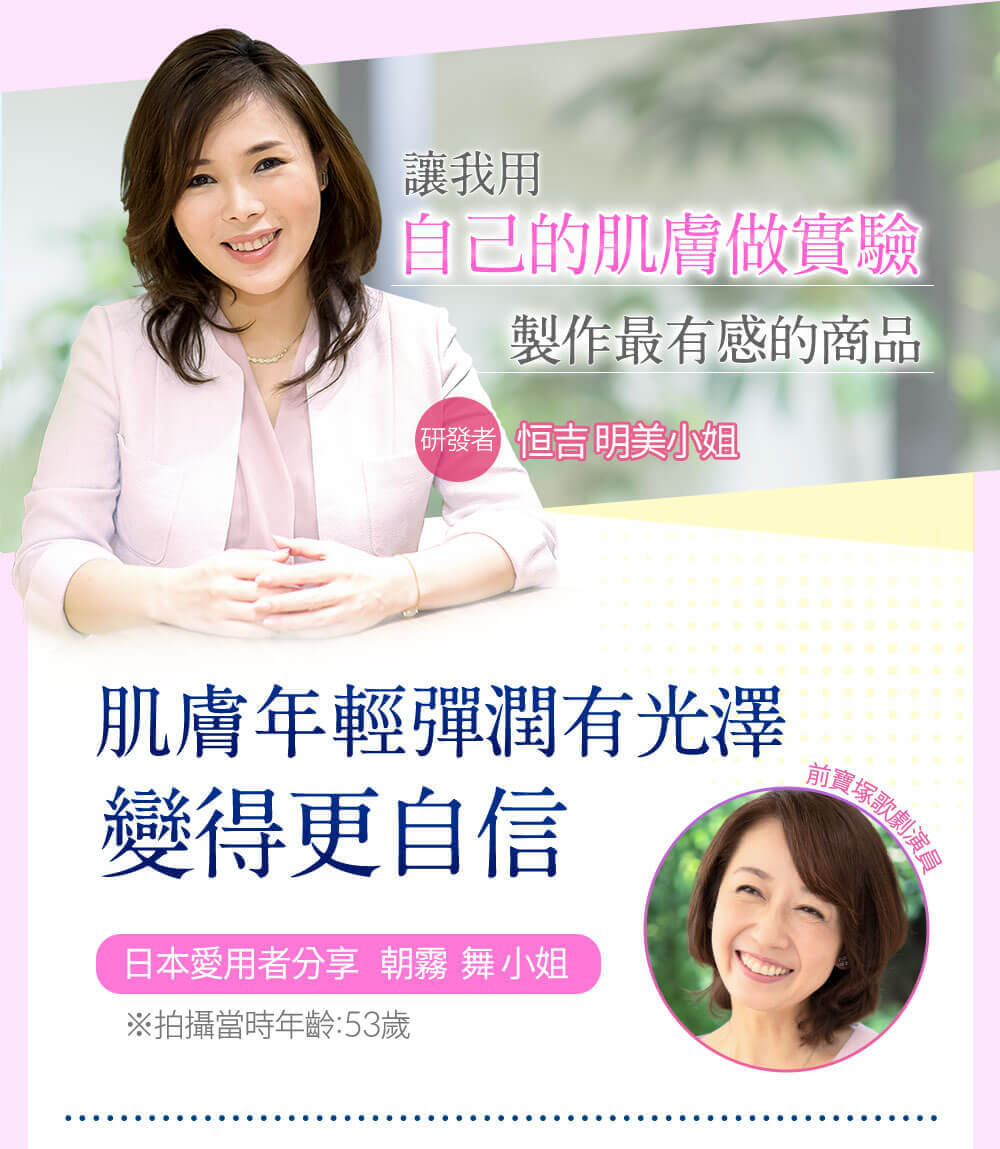 讓我用
自己的肌膚做實驗
製作最有感的商品
研發者 恒吉 明美小姐
肌膚年輕彈潤有光澤
變得更自信
前寶塚歌劇演員
日本愛用者分享 朝霧 舞 小姐
※拍攝當時年齡:53歲